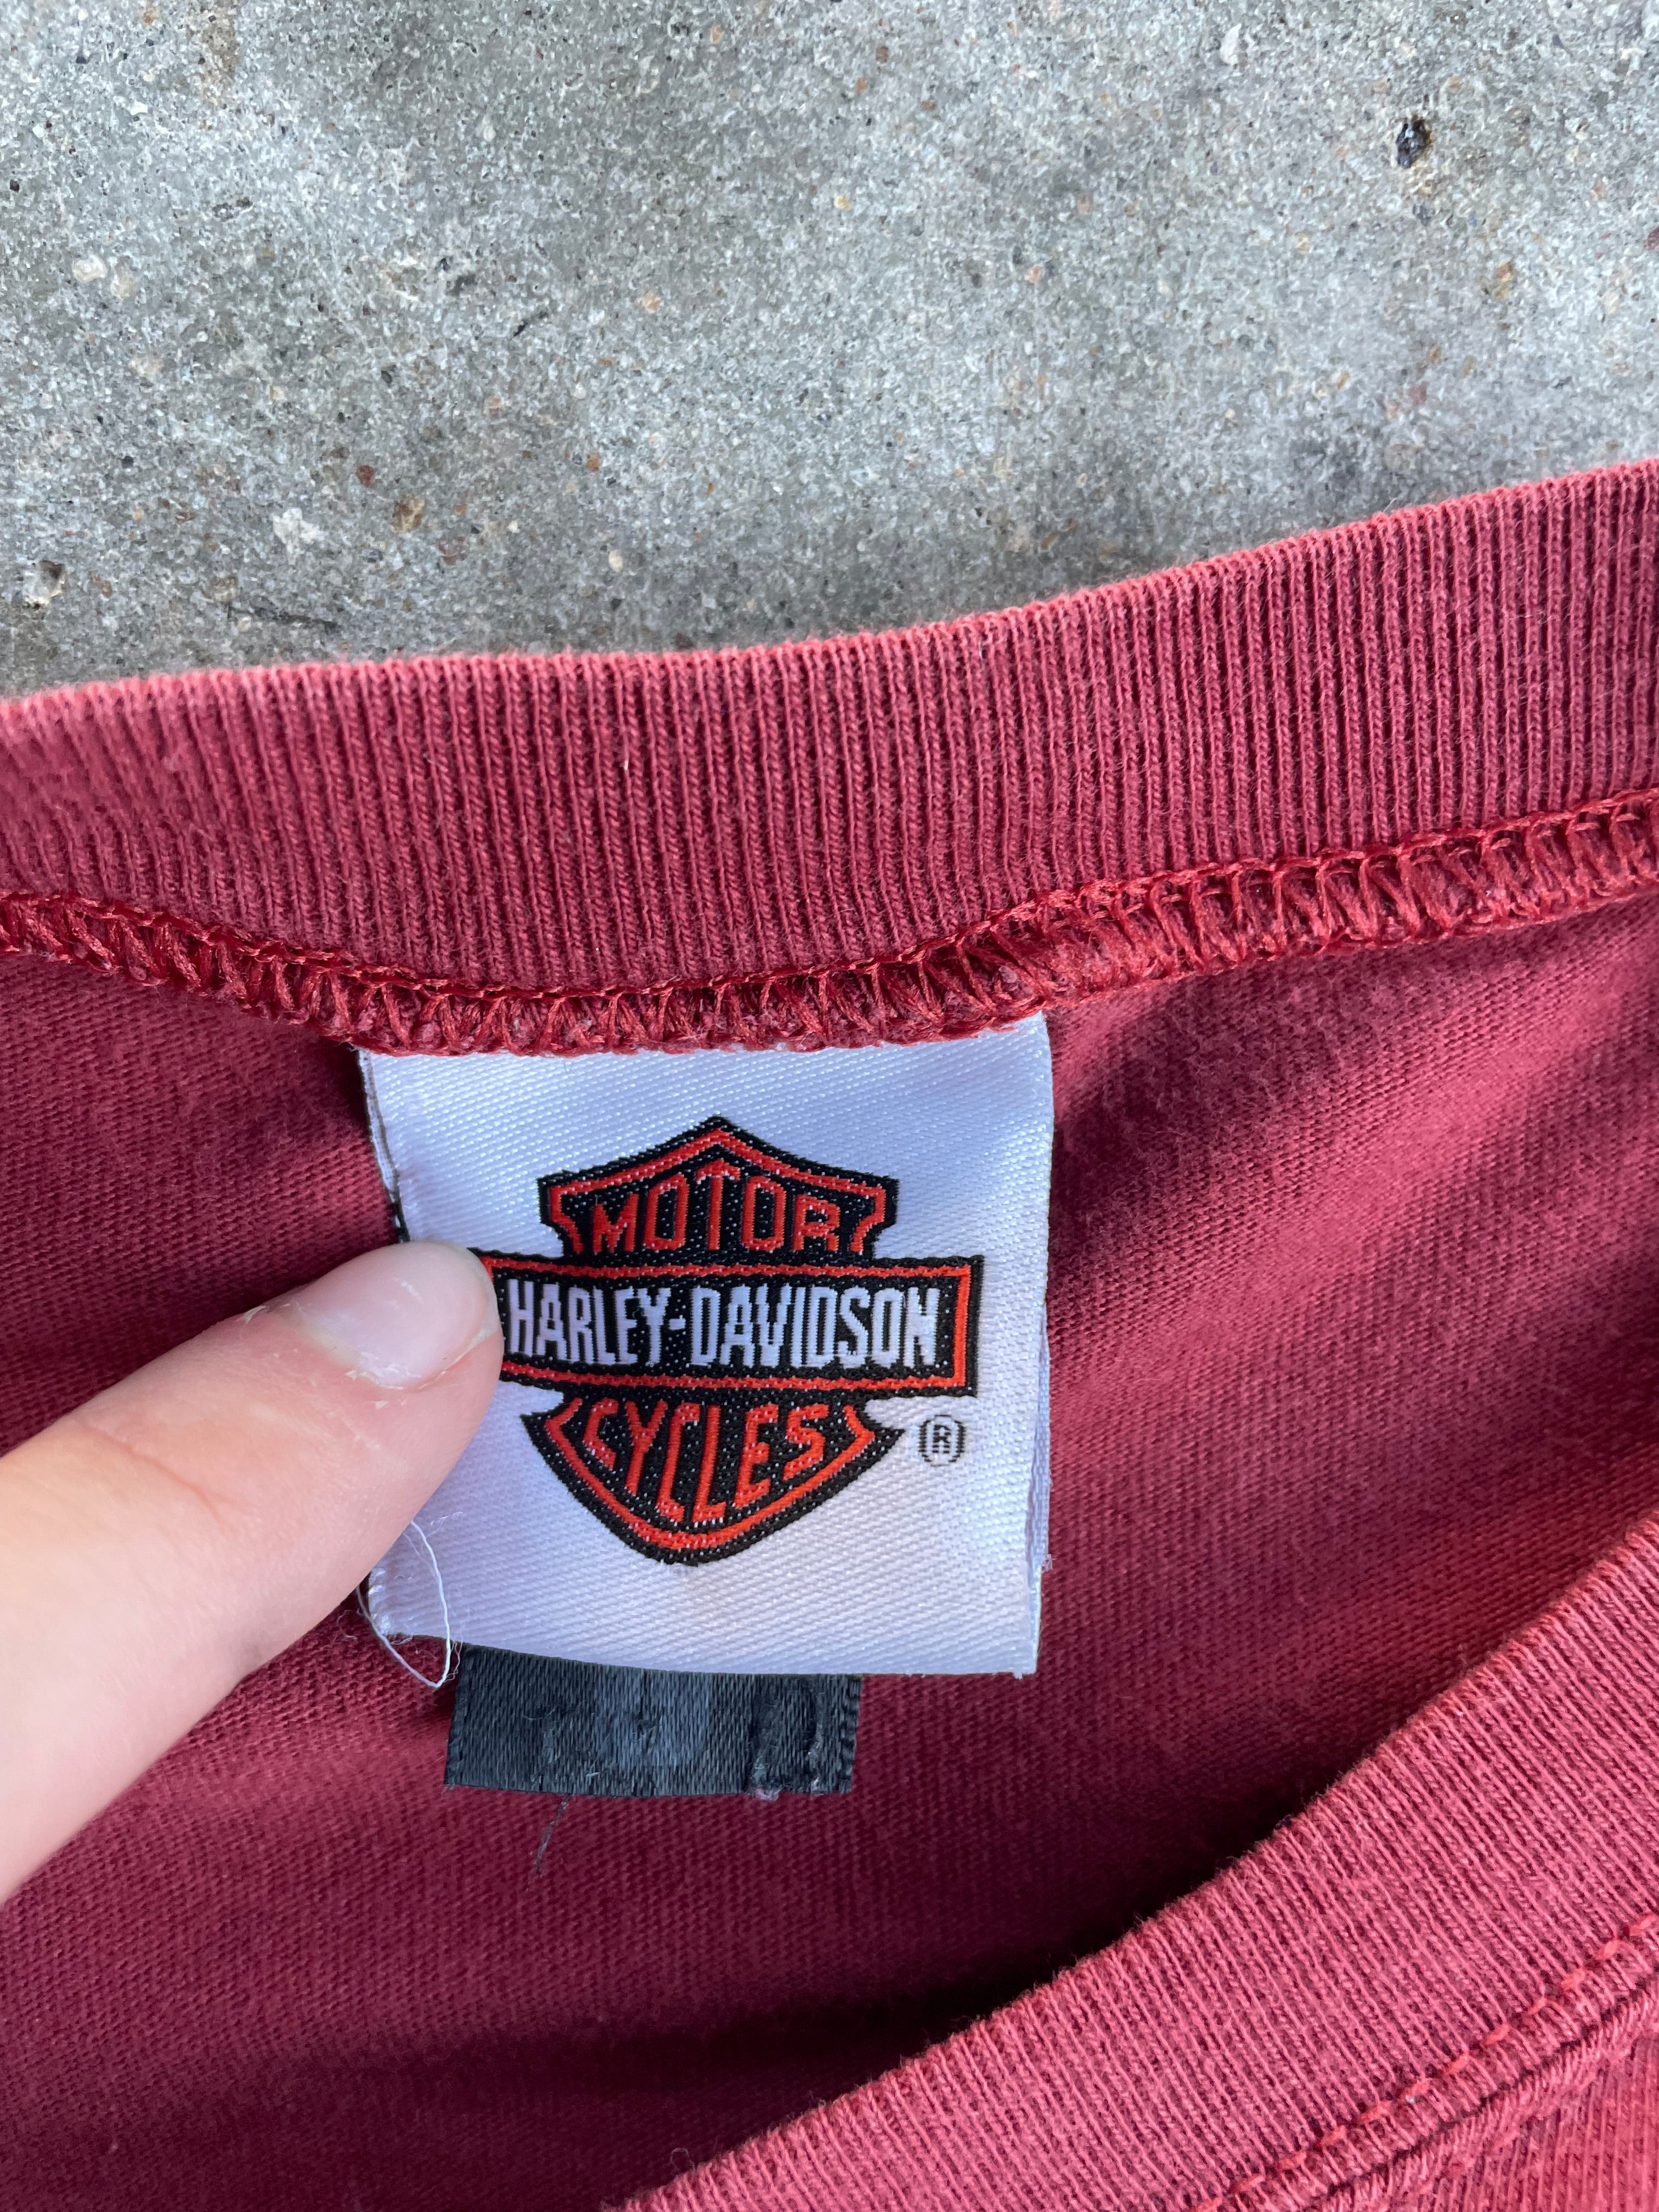 MOTOR
HARLEY-DAVIDSON
CYCLES
®